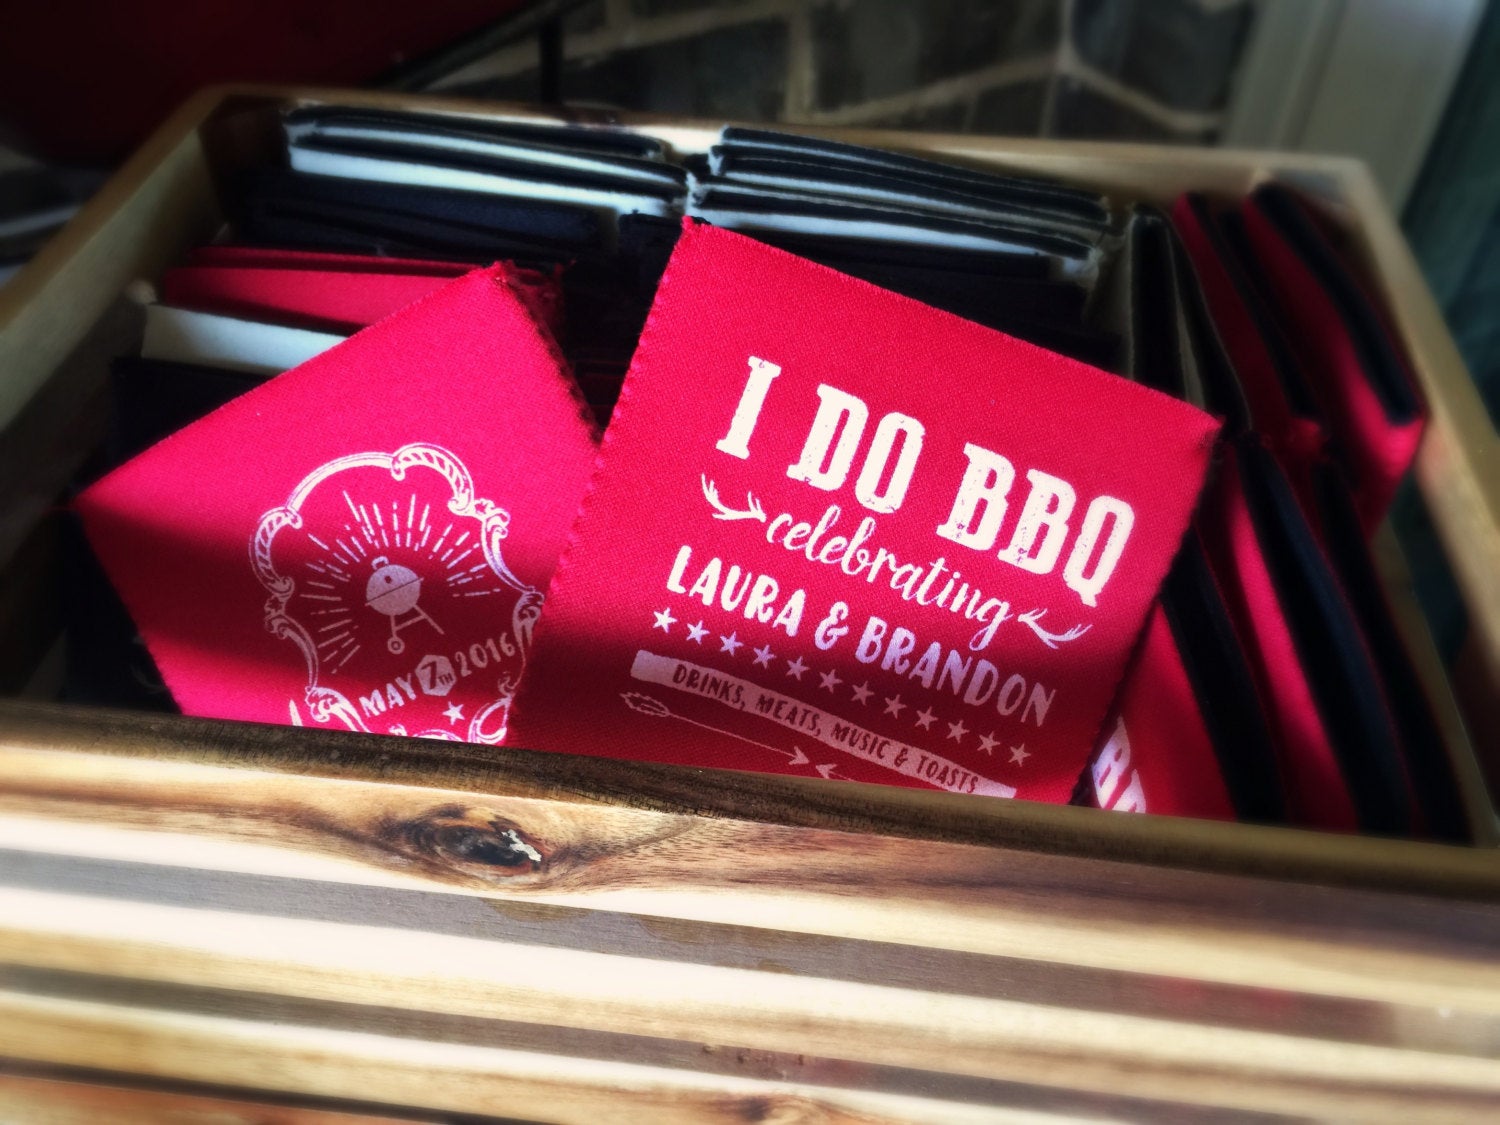 I DO BBQ
celebrating
LAURA & BRANDON
DRINKS, MEATS, MUSIC & TOASTS
MAY 7TH 2016